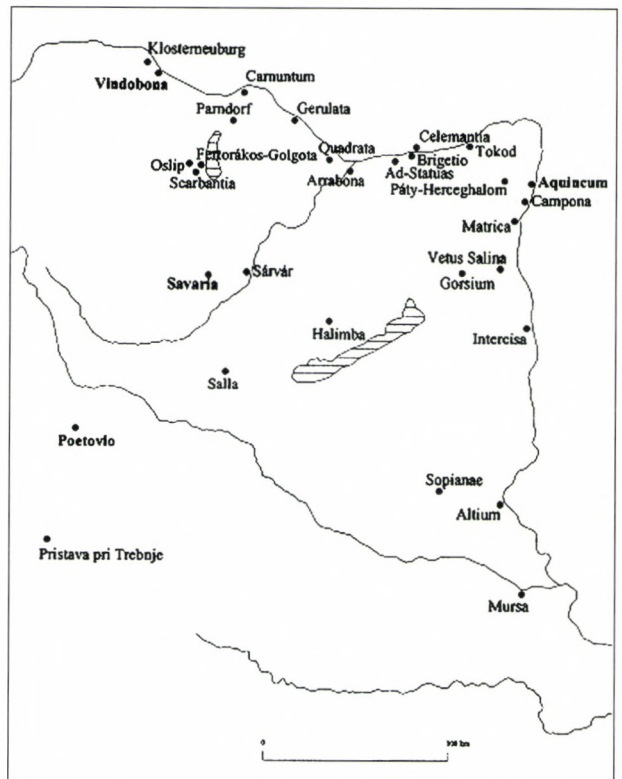 Klosterneuburg
Vindobona
Carnuntum
Parndorf
Gerulata
Celemantia
Quadrata
Tokod
Fertorákos-Golgota
Brigetio
Oslip
Ad-Statuas
Scarbantia
Arrabona
Páty-Herceghalom
Aquincum
Campona
Matrica
Vetus Salina
Savaria
Sárvár
Gorsium
Halimba
Intercisa
Salla
Poetovio
Sopianae
Altium
Pristava pri Trebnje
Mursa
0